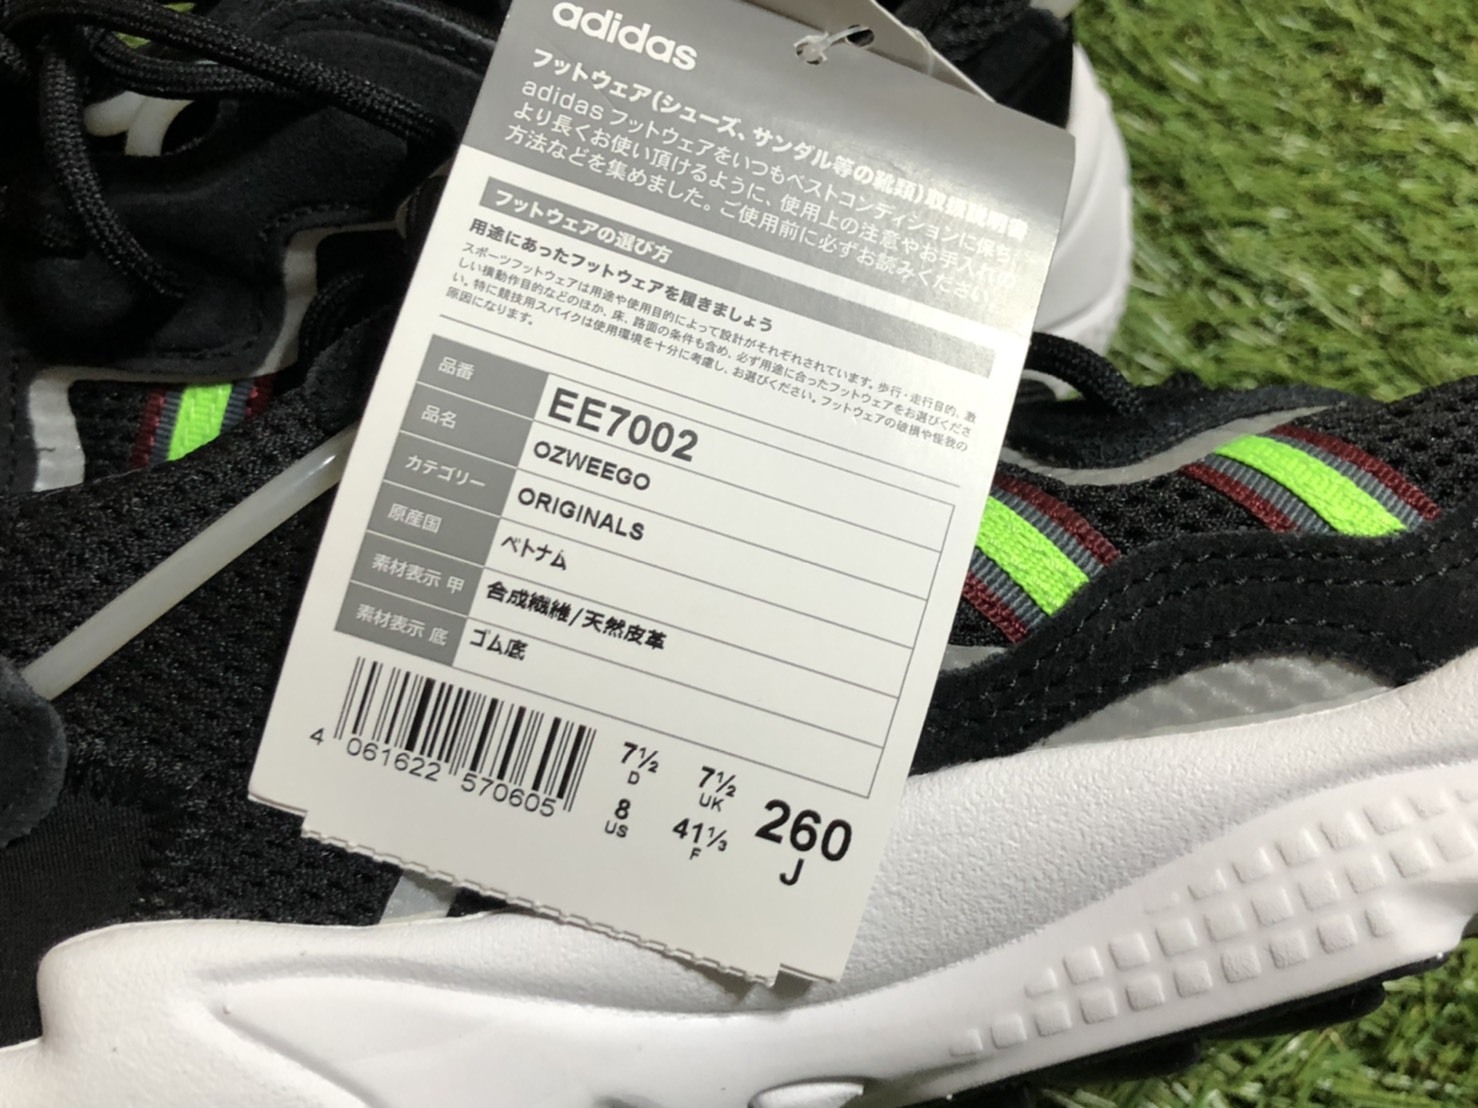 adidas
フットウェア(シューズ、サンダル等の靴類)取扱説明書
adidas フットウェアをいつもベストコンディションに保ち、
より長くお使い頂けるように、使用上の注意やお手入れの
方法などを集めました。ご使用前に必ずお読みください。
フットウェアの選び方
用途にあったフットウェアを履きましょう
スポーツフットウェアは用途や使用目的によって設計がそれぞれされています。歩行・走行目的、激
しい横動作目的などのほか、床、路面の条件も含め、必ず用途に合ったフットウェアをお選びくださ
い。特に競技用スパイクは使用環境を十分に考慮し、お選びください。フットウェアの破損や怪我の
原因になります。
品番 EE7002
品名 OZWEEGO
カテゴリー ORIGINALS
原産国 ベトナム
素材表示 甲 合成繊維/天然皮革
素材表示 底 ゴム底
4 061622 570605
7½ D
7½ UK
8 US
41⅓ F
260 J